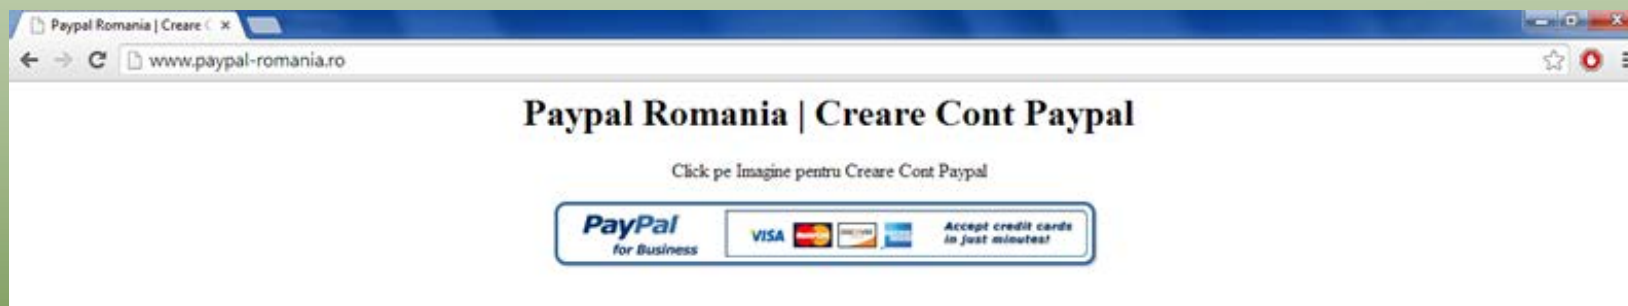 Paypal Romania | Creare C
www.paypal-romania.ro
Paypal Romania | Creare Cont Paypal
Click pe Imagine pentru Creare Cont Paypal
PayPal
for Business
VISA
Accept credit cards
in just minutes!